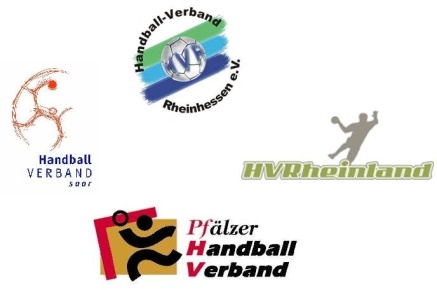 Handball-Verband
HVR
Rheinhessen e.V.
Handball
VERBAND
saar
HVRheinland
Pfälzer
Handball
Verband